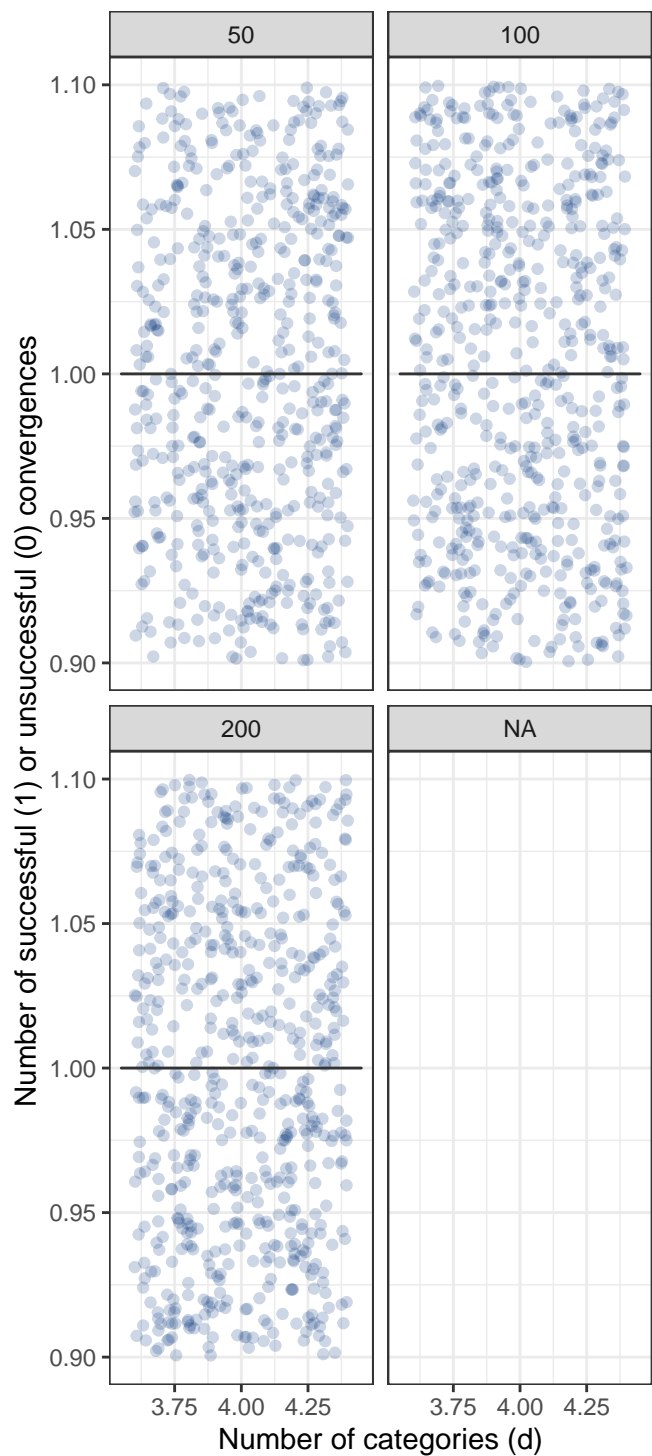 50
100
1.10
1.05
1.00
0.95
0.90
200
NA
1.10
1.05
1.00
0.95
0.90
3.75 4.00 4.25
3.75 4.00 4.25
Number of categories (d)
Number of successful (1) or unsuccessful (0) convergences